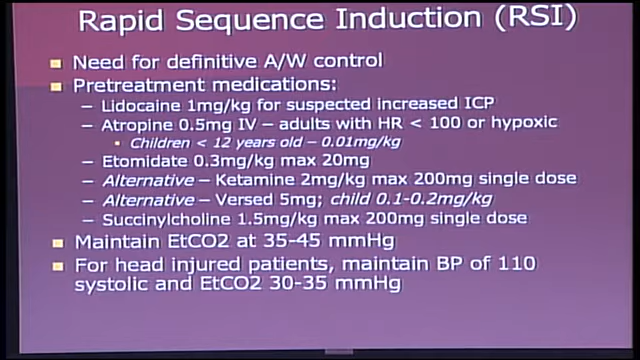 Rapid Sequence Induction (RSI)
Need for definitive A/W control
Pretreatment medications:
– Lidocaine 1mg/kg for suspected increased ICP
– Atropine 0.5mg IV – adults with HR < 100 or hypoxic
Children < 12 years old – 0.01mg/kg
– Etomidate 0.3mg/kg max 20mg
– Alternative – Ketamine 2mg/kg max 200mg single dose
– Alternative – Versed 5mg; child 0.1-0.2mg/kg
– Succinylcholine 1.5mg/kg max 200mg single dose
Maintain EtCO2 at 35-45 mmHg
For head injured patients, maintain BP of 110
systolic and EtCO2 30-35 mmHg